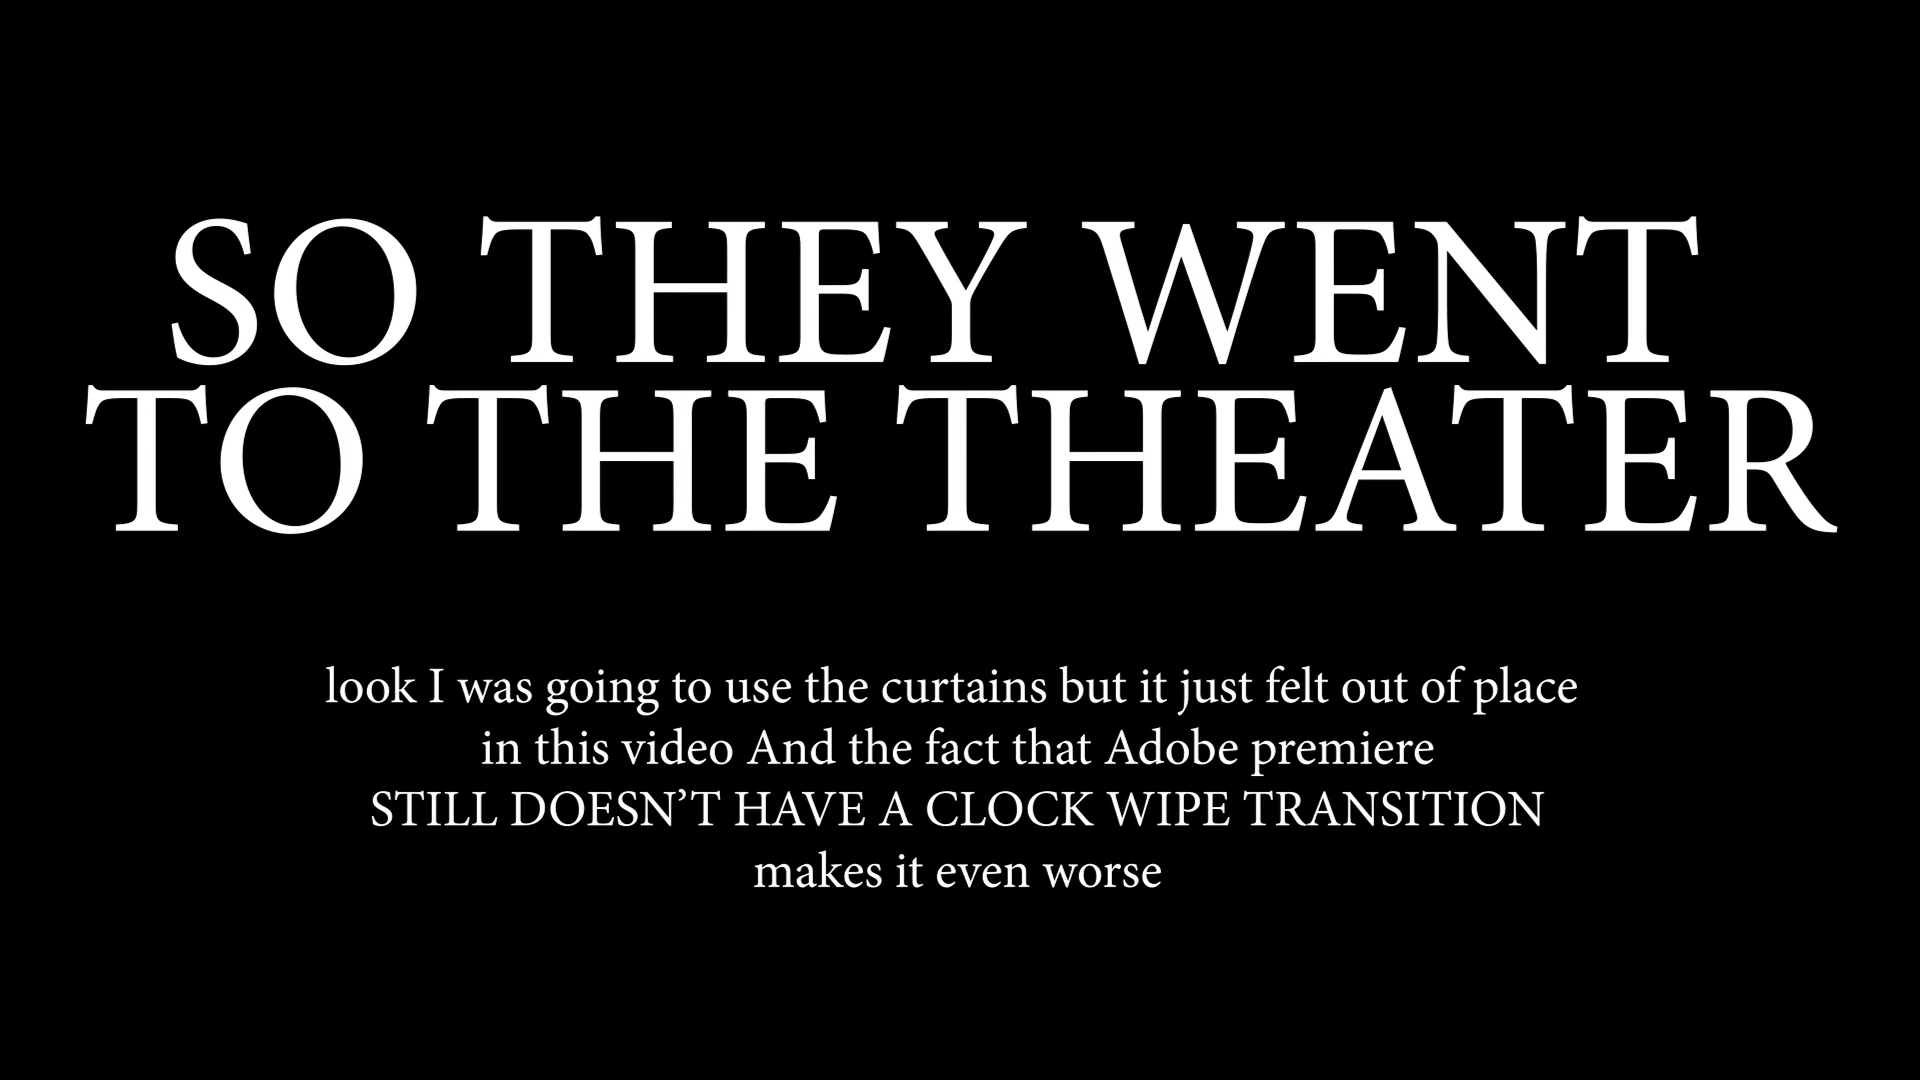 SO THEY WENT
TO THE THEATER
look I was going to use the curtains but it just felt out of place
in this video And the fact that Adobe premiere
STILL DOESN’T HAVE A CLOCK WIPE TRANSITION
makes it even worse